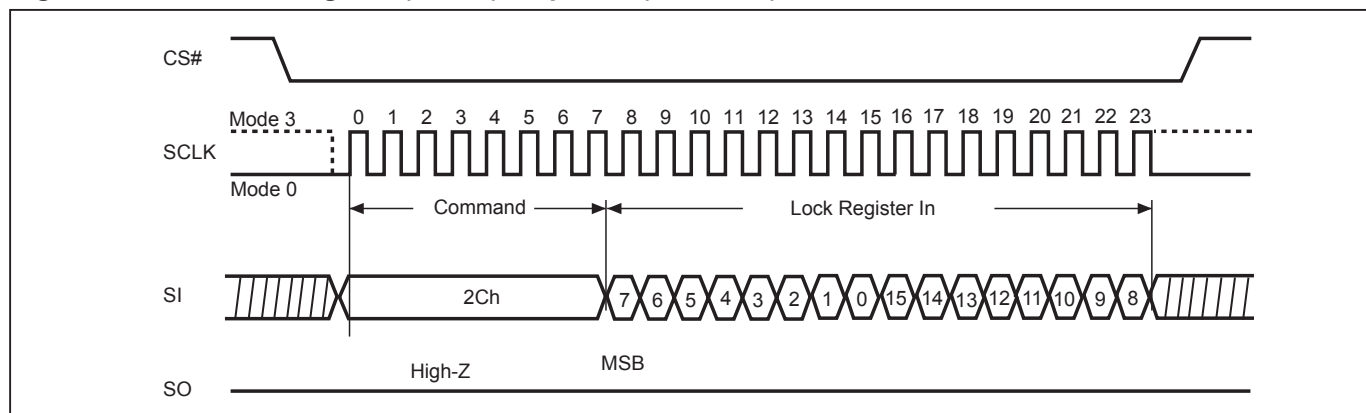 CS#
Mode 3
0 1 2 3 4 5 6 7 8 9 10 11 12 13 14 15 16 17 18 19 20 21 22 23
SCLK
Mode 0
Command
Lock Register In
SI
2Ch
7 6 5 4 3 2 1 0 15 14 13 12 11 10 9 8
High-Z
MSB
SO